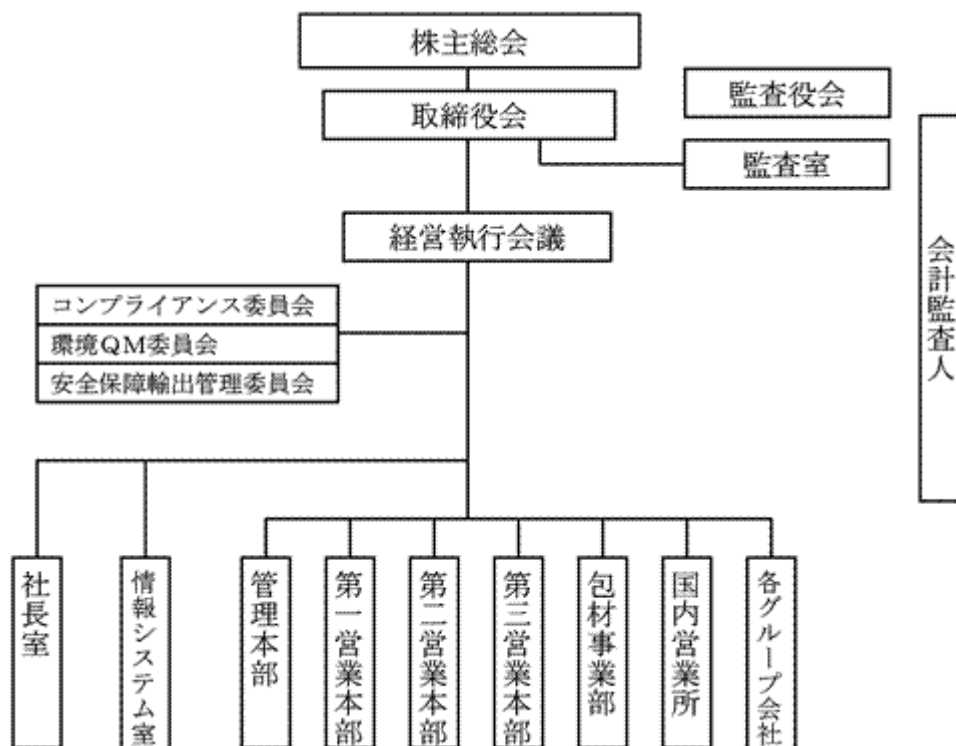 株主総会
取締役会
監査役会
監査室
経営執行会議
会計監査人
コンプライアンス委員会
環境QM委員会
安全保障輸出管理委員会
社長室
情報システム室
管理本部
第一営業本部
第二営業本部
第三営業本部
包材事業部
国内営業所
各グループ会社